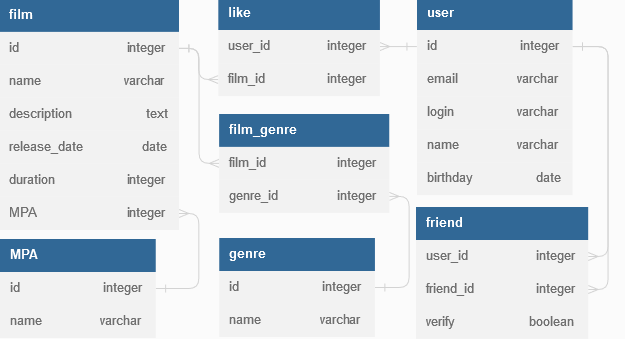 film
id integer
name varchar
description text
release_date date
duration integer
MPA integer
MPA
id integer
name varchar
like
user_id integer
film_id integer
film_genre
film_id integer
genre_id integer
genre
id integer
name varchar
user
id integer
email varchar
login varchar
name varchar
birthday date
friend
user_id integer
friend_id integer
verify boolean